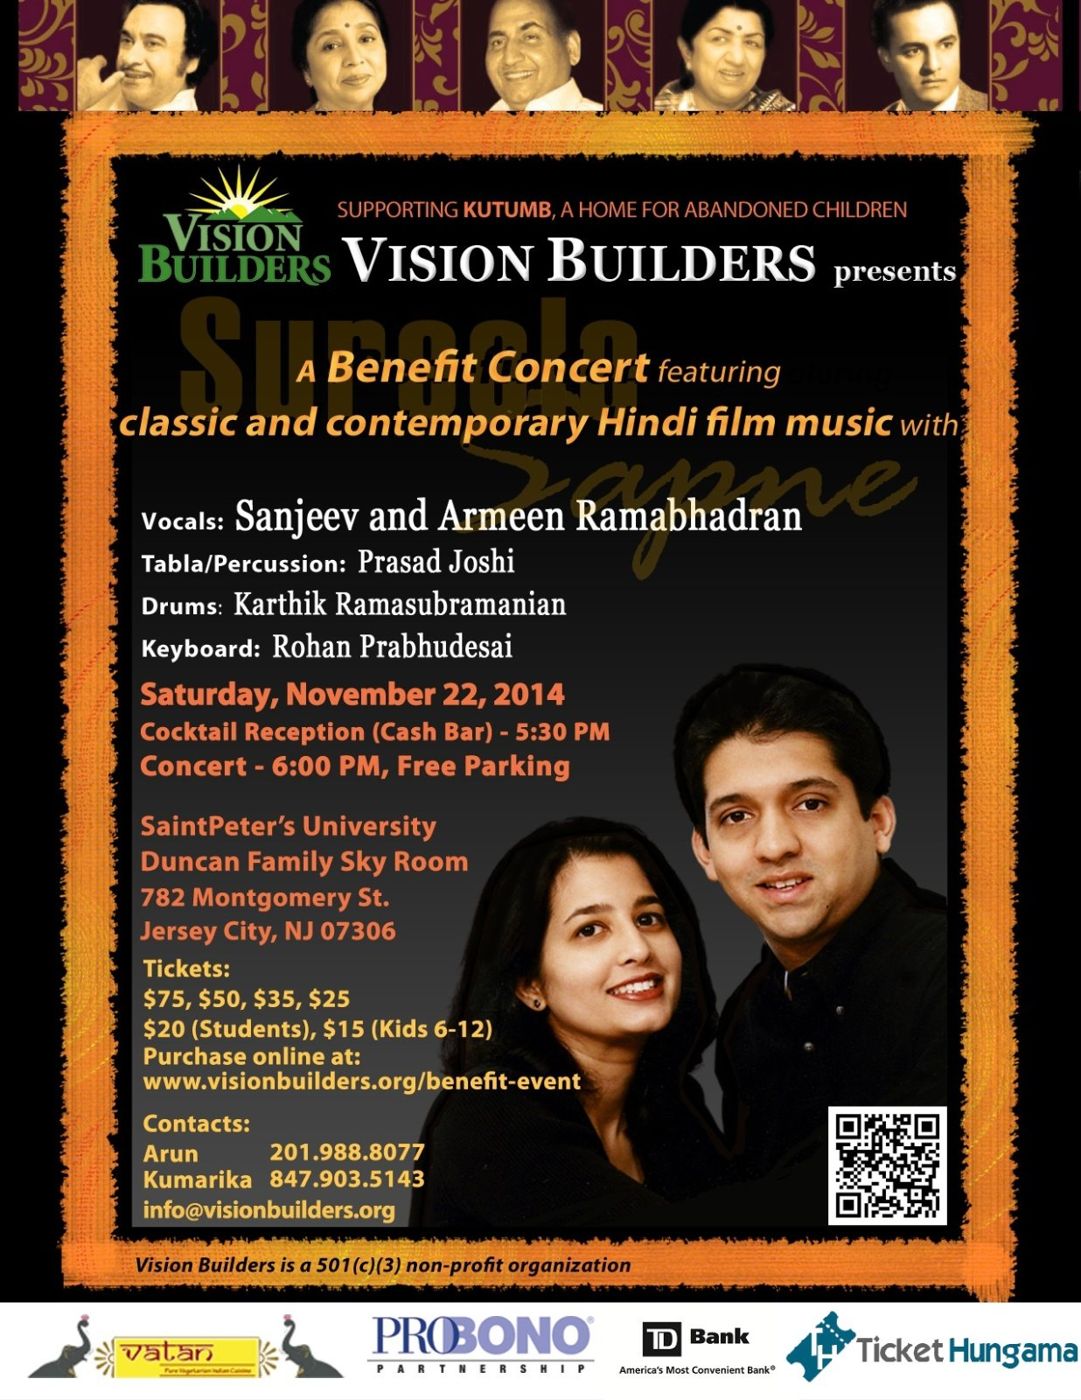 VISION
BUILDERS
SUPPORTING KUTUMB, A HOME FOR ABANDONED CHILDREN
VISION BUILDERS presents
Sureele
Sapne
A Benefit Concert featuring
classic and contemporary Hindi film music with
Vocals: Sanjeev and Armeen Ramabhadran
Tabla/Percussion: Prasad Joshi
Drums: Karthik Ramasubramanian
Keyboard: Rohan Prabhudesai
Saturday, November 22, 2014
Cocktail Reception (Cash Bar) - 5:30 PM
Concert - 6:00 PM, Free Parking
SaintPeter's University
Duncan Family Sky Room
782 Montgomery St.
Jersey City, NJ 07306
Tickets:
$75, $50, $35, $25
$20 (Students), $15 (Kids 6-12)
Purchase online at:
www.visionbuilders.org/benefit-event
Contacts:
Arun 201.988.8077
Kumarika 847.903.5143
info@visionbuilders.org
Vision Builders is a 501(c)(3) non-profit organization
vatan
Pure Vegetarian Indian Cuisine
PROBONO®
PARTNERSHIP
TD Bank
America's Most Convenient Bank®
Ticket Hungama